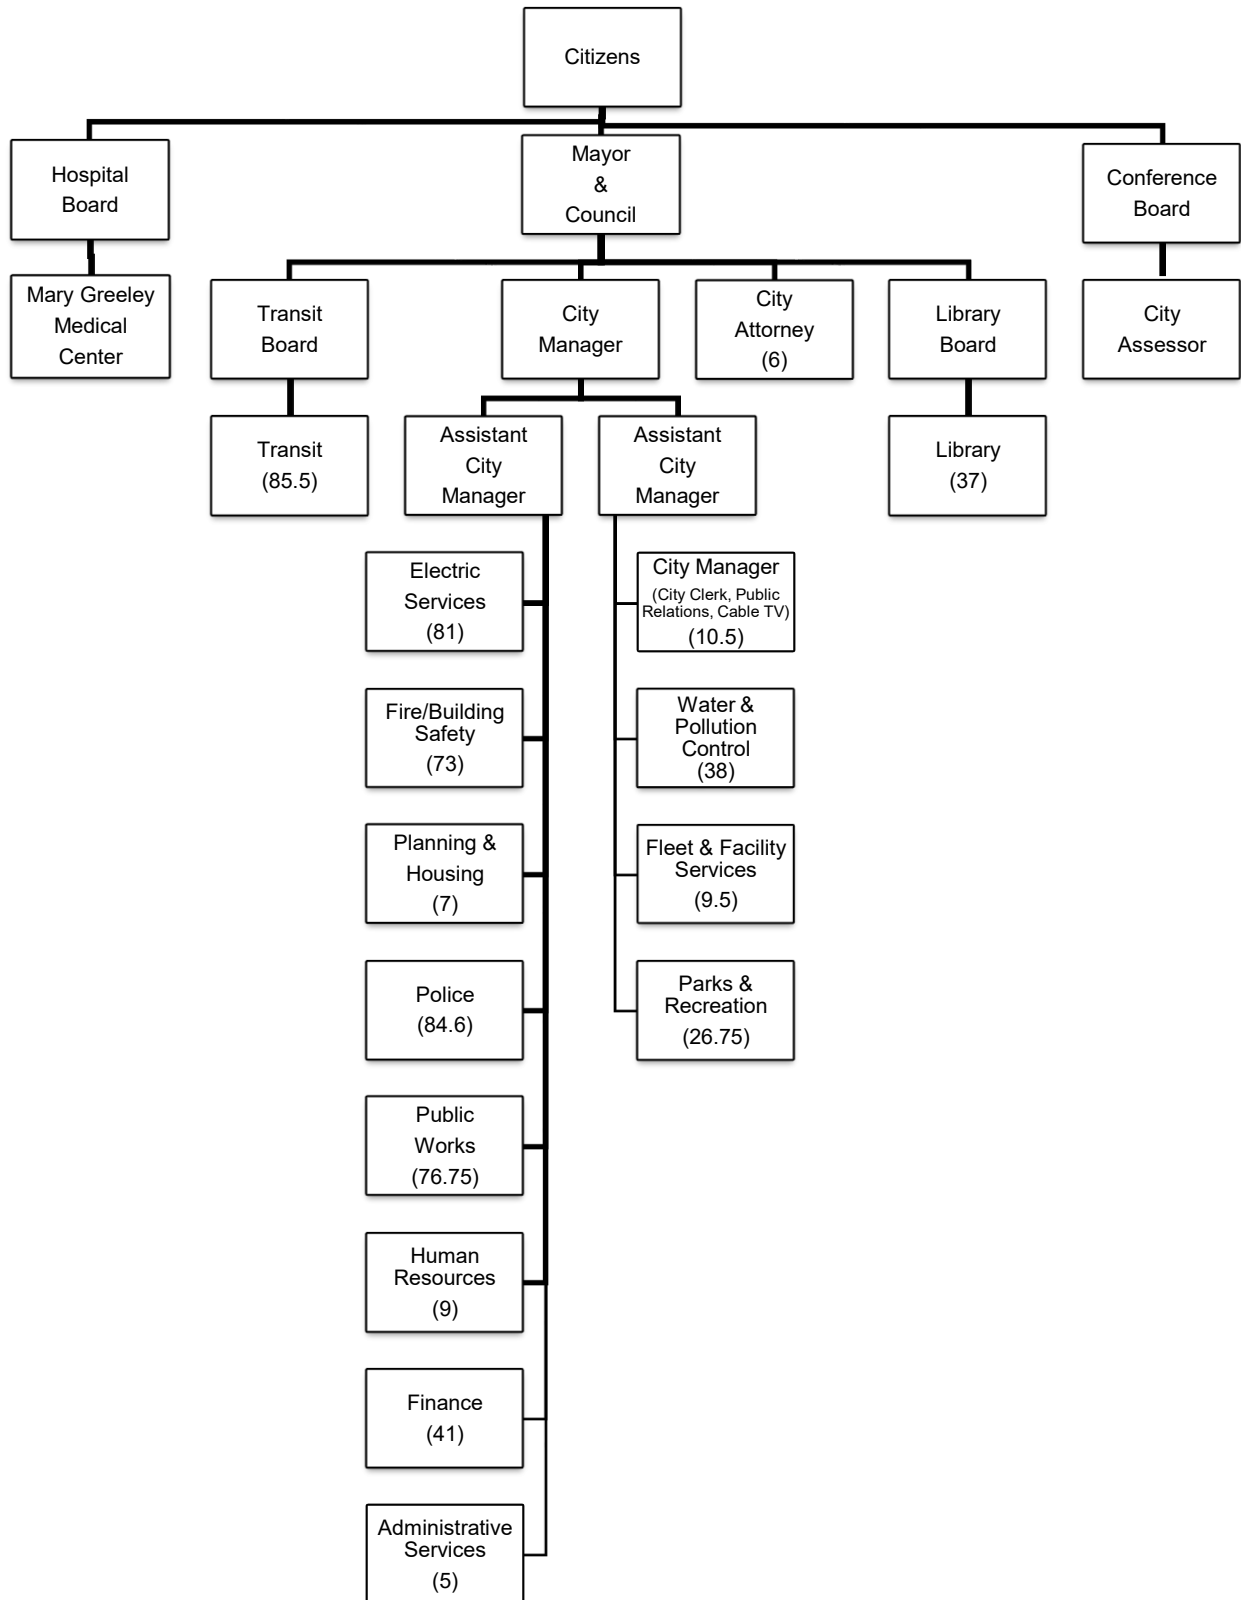 Citizens
Hospital
Board
Mayor
&
Council
Conference
Board
Mary Greeley
Medical
Center
Transit
Board
City
Manager
City
Attorney
(6)
Library
Board
City
Assessor
Transit
(85.5)
Assistant
City
Manager
Assistant
City
Manager
Library
(37)
Electric
Services
(81)
City Manager
(City Clerk, Public
Relations, Cable TV)
(10.5)
Fire/Building
Safety
(73)
Water &
Pollution
Control
(38)
Planning &
Housing
(7)
Fleet & Facility
Services
(9.5)
Police
(84.6)
Parks &
Recreation
(26.75)
Public
Works
(76.75)
Human
Resources
(9)
Finance
(41)
Administrative
Services
(5)